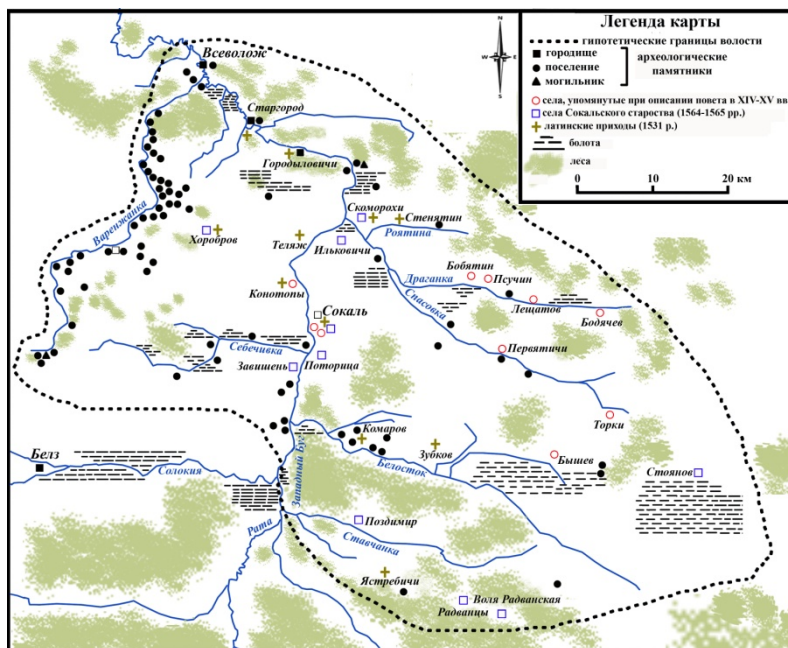 Легенда карты
гипотетические границы волости
городище
поселение
могильник
археологические
памятники
села, упомянутые при описании повета в XIV-XV вв
села Сокальского староства (1564-1565 рр.)
латинские приходы (1531 р.)
болота
леса
0 10 20 км
N
W
E
S
Всеволож
Старгород
Городыловичи
Варенжанка
Хоробров
Скоморохи
Стенятин
Роятина
Теляж
Ильковичи
Бобятин
Псучин
Драганка
Спасовка
Лещатов
Бодячев
Конотопы
Сокаль
Первятичи
Себечивка
Завишень
Поторица
Торки
Комаров
Зубков
Бышев
Стоянов
Белз
Солокия
Западный Буг
Белосток
Рата
Поздимир
Ставчанка
Ястребичи
Воля Радванская
Радванцы